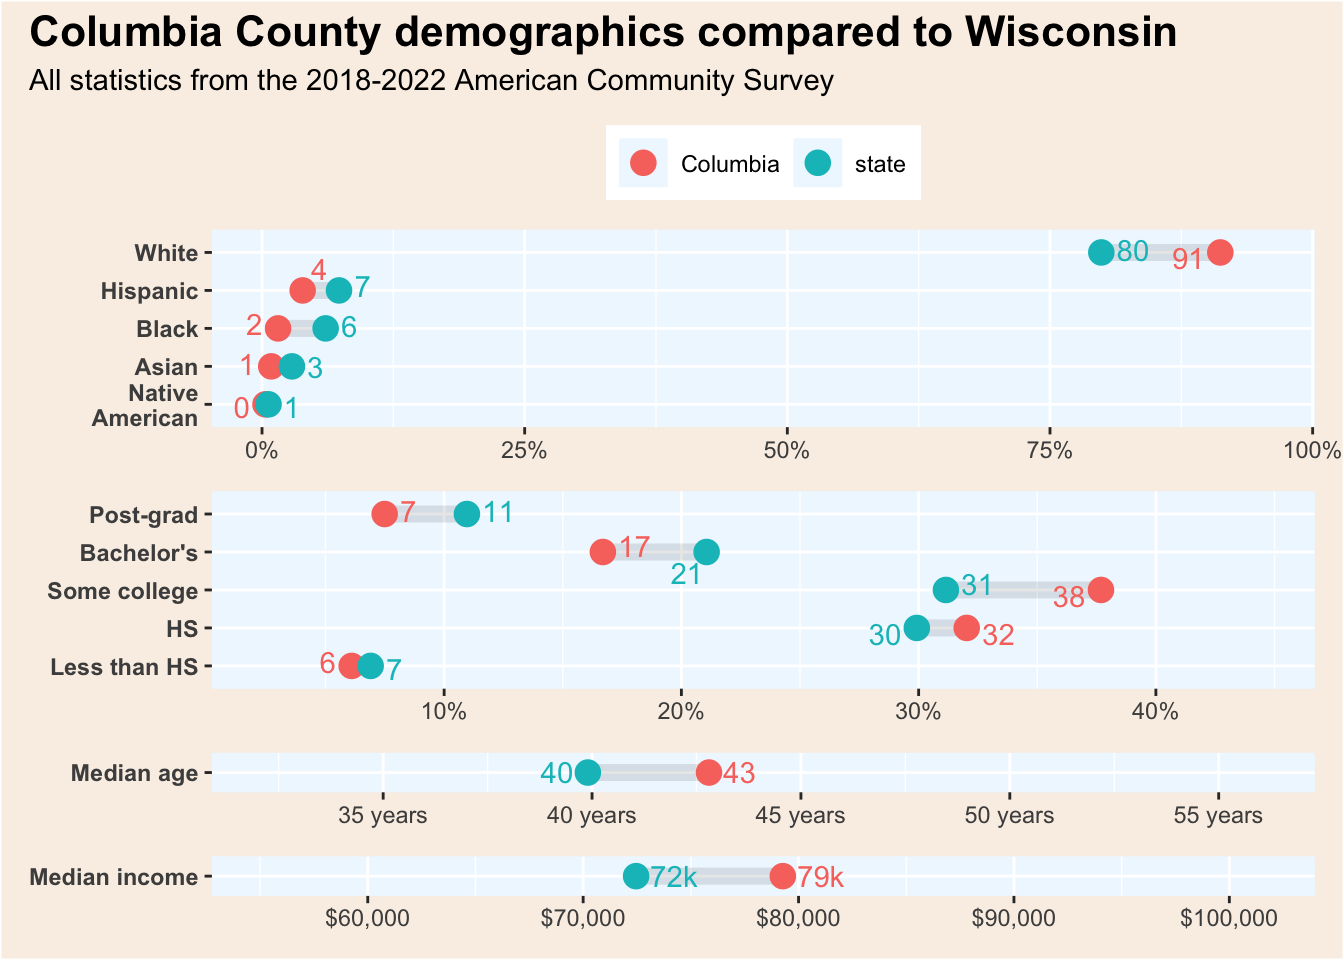 Columbia County demographics compared to Wisconsin
All statistics from the 2018-2022 American Community Survey
Columbia state
White 80 91
Hispanic 4 7
Black 2 6
Asian 1 3
Native
American 0 1
0% 25% 50% 75% 100%
Post-grad 7 11
Bachelor's 17 21
Some college 31 38
HS 30 32
Less than HS 6 7
10% 20% 30% 40%
Median age 40 43
35 years 40 years 45 years 50 years 55 years
Median income 72k 79k
$60,000 $70,000 $80,000 $90,000 $100,000